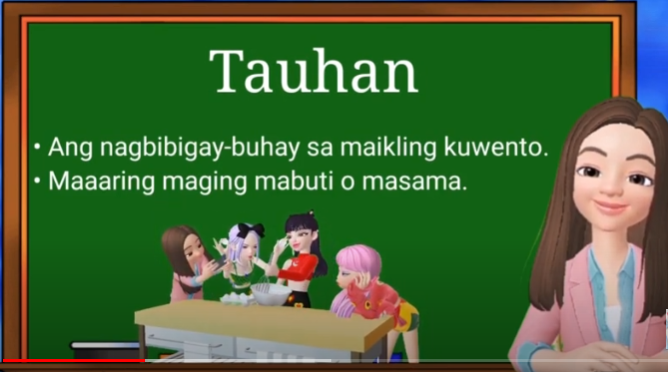 Tauhan
• Ang nagbibigay-buhay sa maikling kuwento.
• Maaaring maging mabuti o masama.